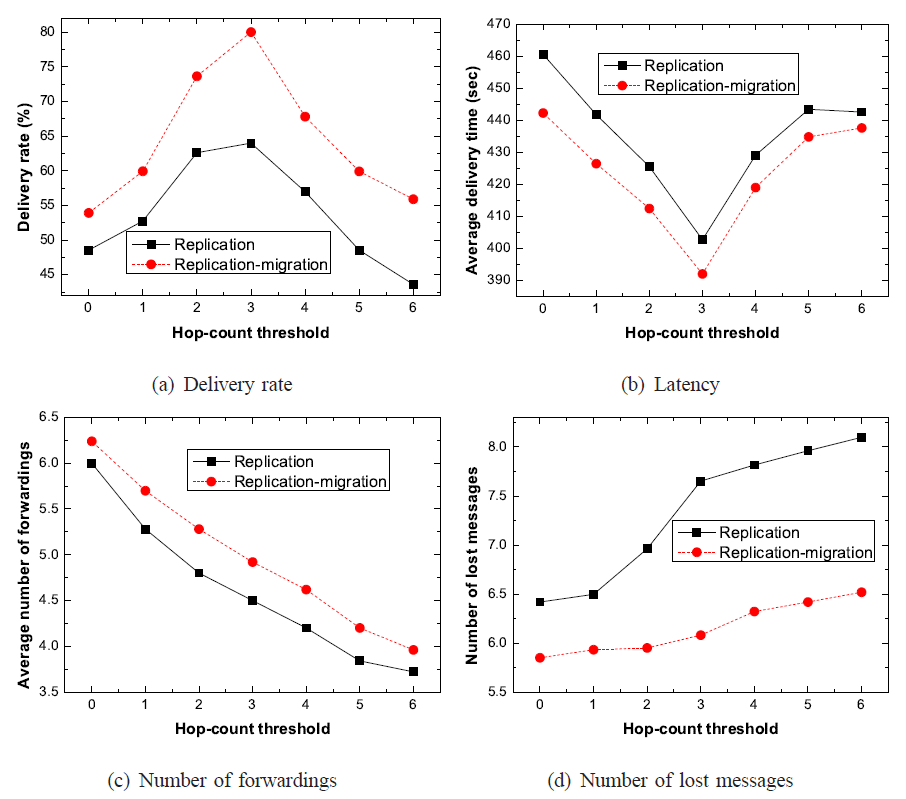 80
75
70
65
60
55
50
45
Delivery rate (%)
Replication
Replication-migration
0 1 2 3 4 5 6
Hop-count threshold
(a) Delivery rate
470
460
450
440
430
420
410
400
390
Average delivery time (sec)
Replication
Replication-migration
0 1 2 3 4 5 6
Hop-count threshold
(b) Latency
6.5
6.0
5.5
5.0
4.5
4.0
3.5
Average number of forwardings
Replication
Replication-migration
0 1 2 3 4 5 6
Hop-count threshold
(c) Number of forwardings
8.0
7.5
7.0
6.5
6.0
5.5
Number of lost messages
Replication
Replication-migration
0 1 2 3 4 5 6
Hop-count threshold
(d) Number of lost messages